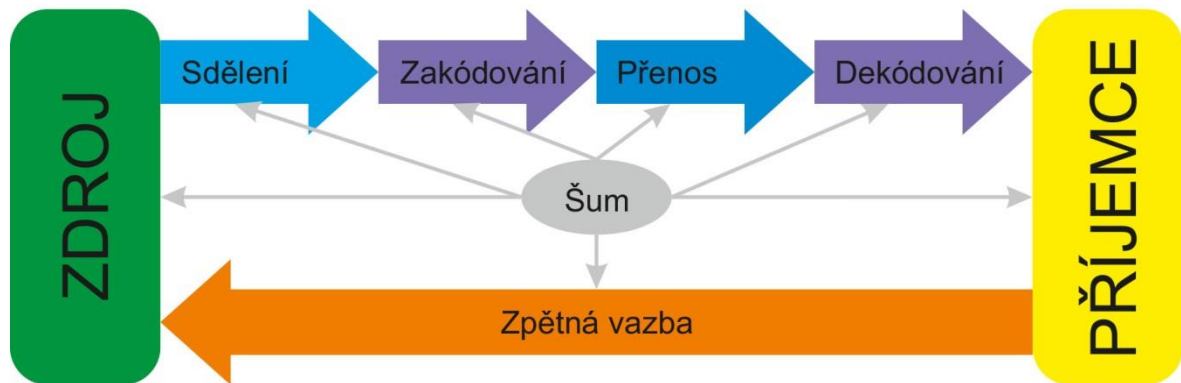 ZDROJ
Sdělení
Zakódování
Přenos
Dekódování
PŘÍJEMCE
Šum
Zpětná vazba